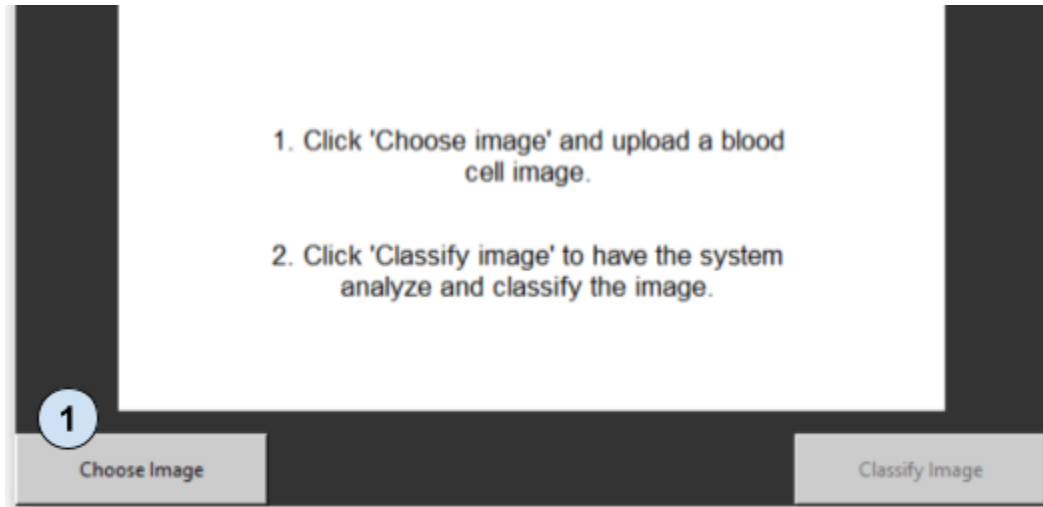 1. Click 'Choose image' and upload a blood
cell image.
2. Click 'Classify image' to have the system
analyze and classify the image.
1
Choose Image
Classify Image